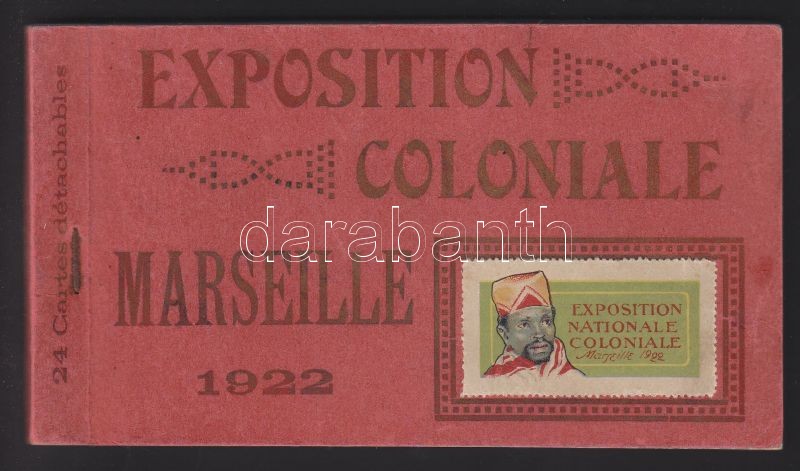 24 Cartes détachables
EXPOSITION
COLONIALE
MARSEILLE
1922
EXPOSITION
NATIONALE
COLONIALE
Marseille 1922
darabanth